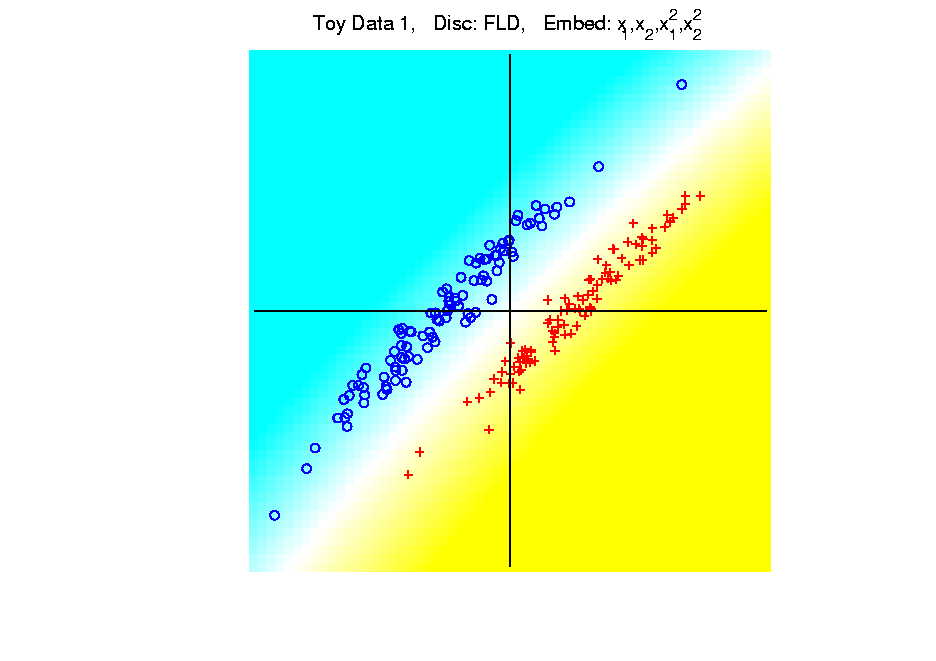 Toy Data 1, Disc: FLD, Embed: x₁,x₂,x₁²,x₂²